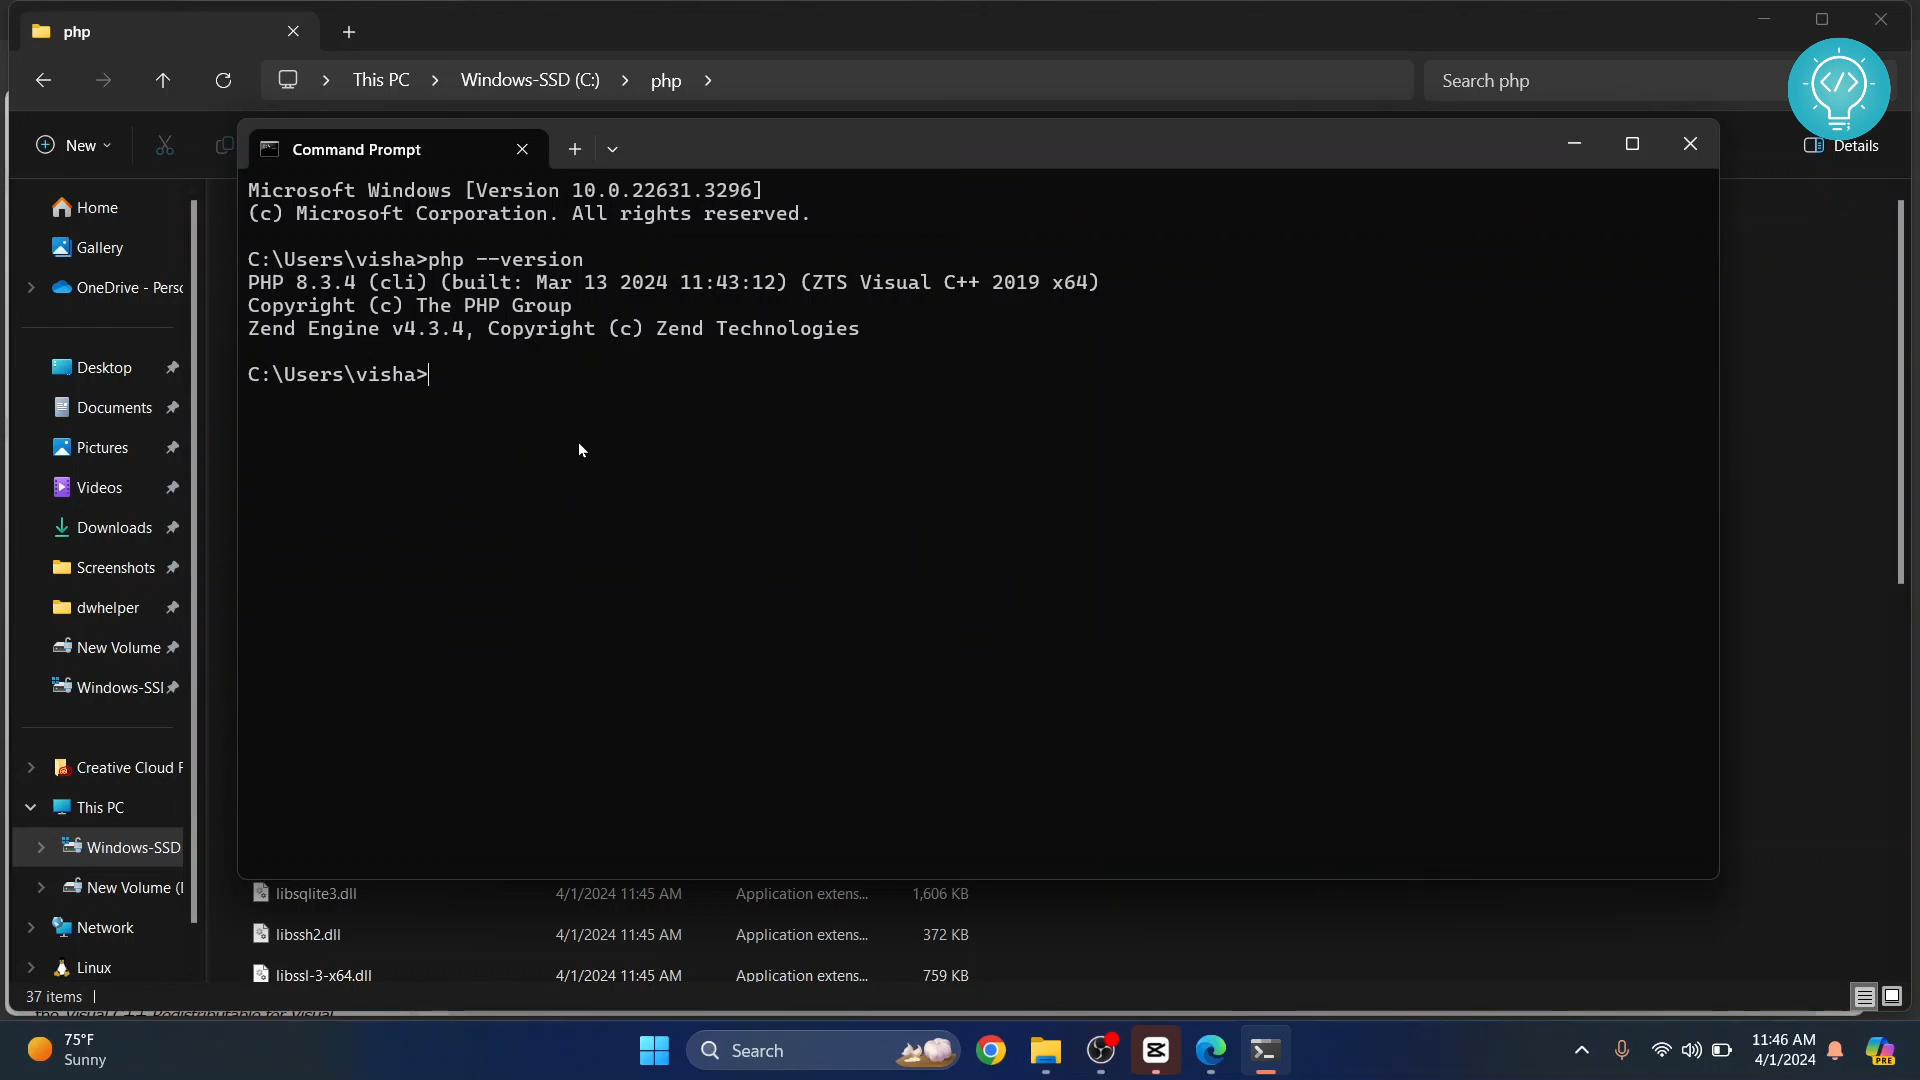 php
This PC
Windows-SSD (C:)
php
Search php
New
Details
Command Prompt
Microsoft Windows [Version 10.0.22631.3296]
(c) Microsoft Corporation. All rights reserved.
C:\Users\visha>php --version
PHP 8.3.4 (cli) (built: Mar 13 2024 11:43:12) (ZTS Visual C++ 2019 x64)
Copyright (c) The PHP Group
Zend Engine v4.3.4, Copyright (c) Zend Technologies
C:\Users\visha>
Home
Gallery
OneDrive - Perso
Desktop
Documents
Pictures
Videos
Downloads
Screenshots
dwhelper
New Volume
Windows-SSI
Creative Cloud F
This PC
Windows-SSD
New Volume (
Network
Linux
libsqlite3.dll 4/1/2024 11:45 AM Application extens... 1,606 KB
libssh2.dll 4/1/2024 11:45 AM Application extens... 372 KB
libssl-3-x64.dll 4/1/2024 11:45 AM Application extens... 759 KB
37 items
75°F
Sunny
Search
11:46 AM
4/1/2024
PRE